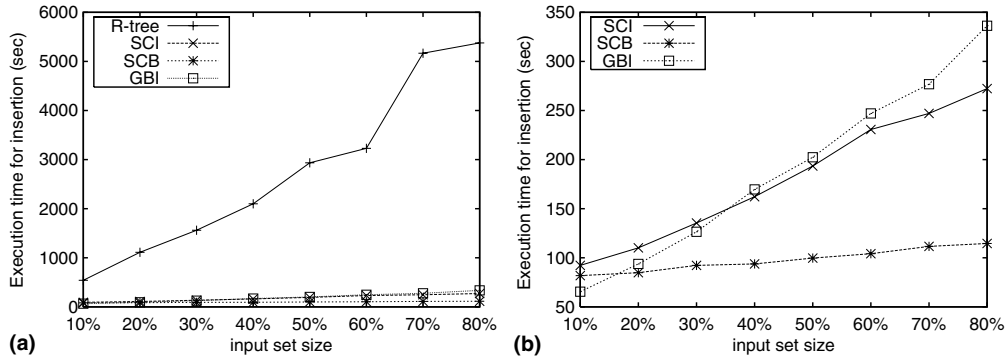 6000
5000
4000
3000
2000
1000
0
Execution time for insertion (sec)
R-tree
SCI
SCB
GBI
10% 20% 30% 40% 50% 60% 70% 80%
input set size
(a)
350
300
250
200
150
100
50
Execution time for insertion (sec)
SCI
SCB
GBI
10% 20% 30% 40% 50% 60% 70% 80%
input set size
(b)